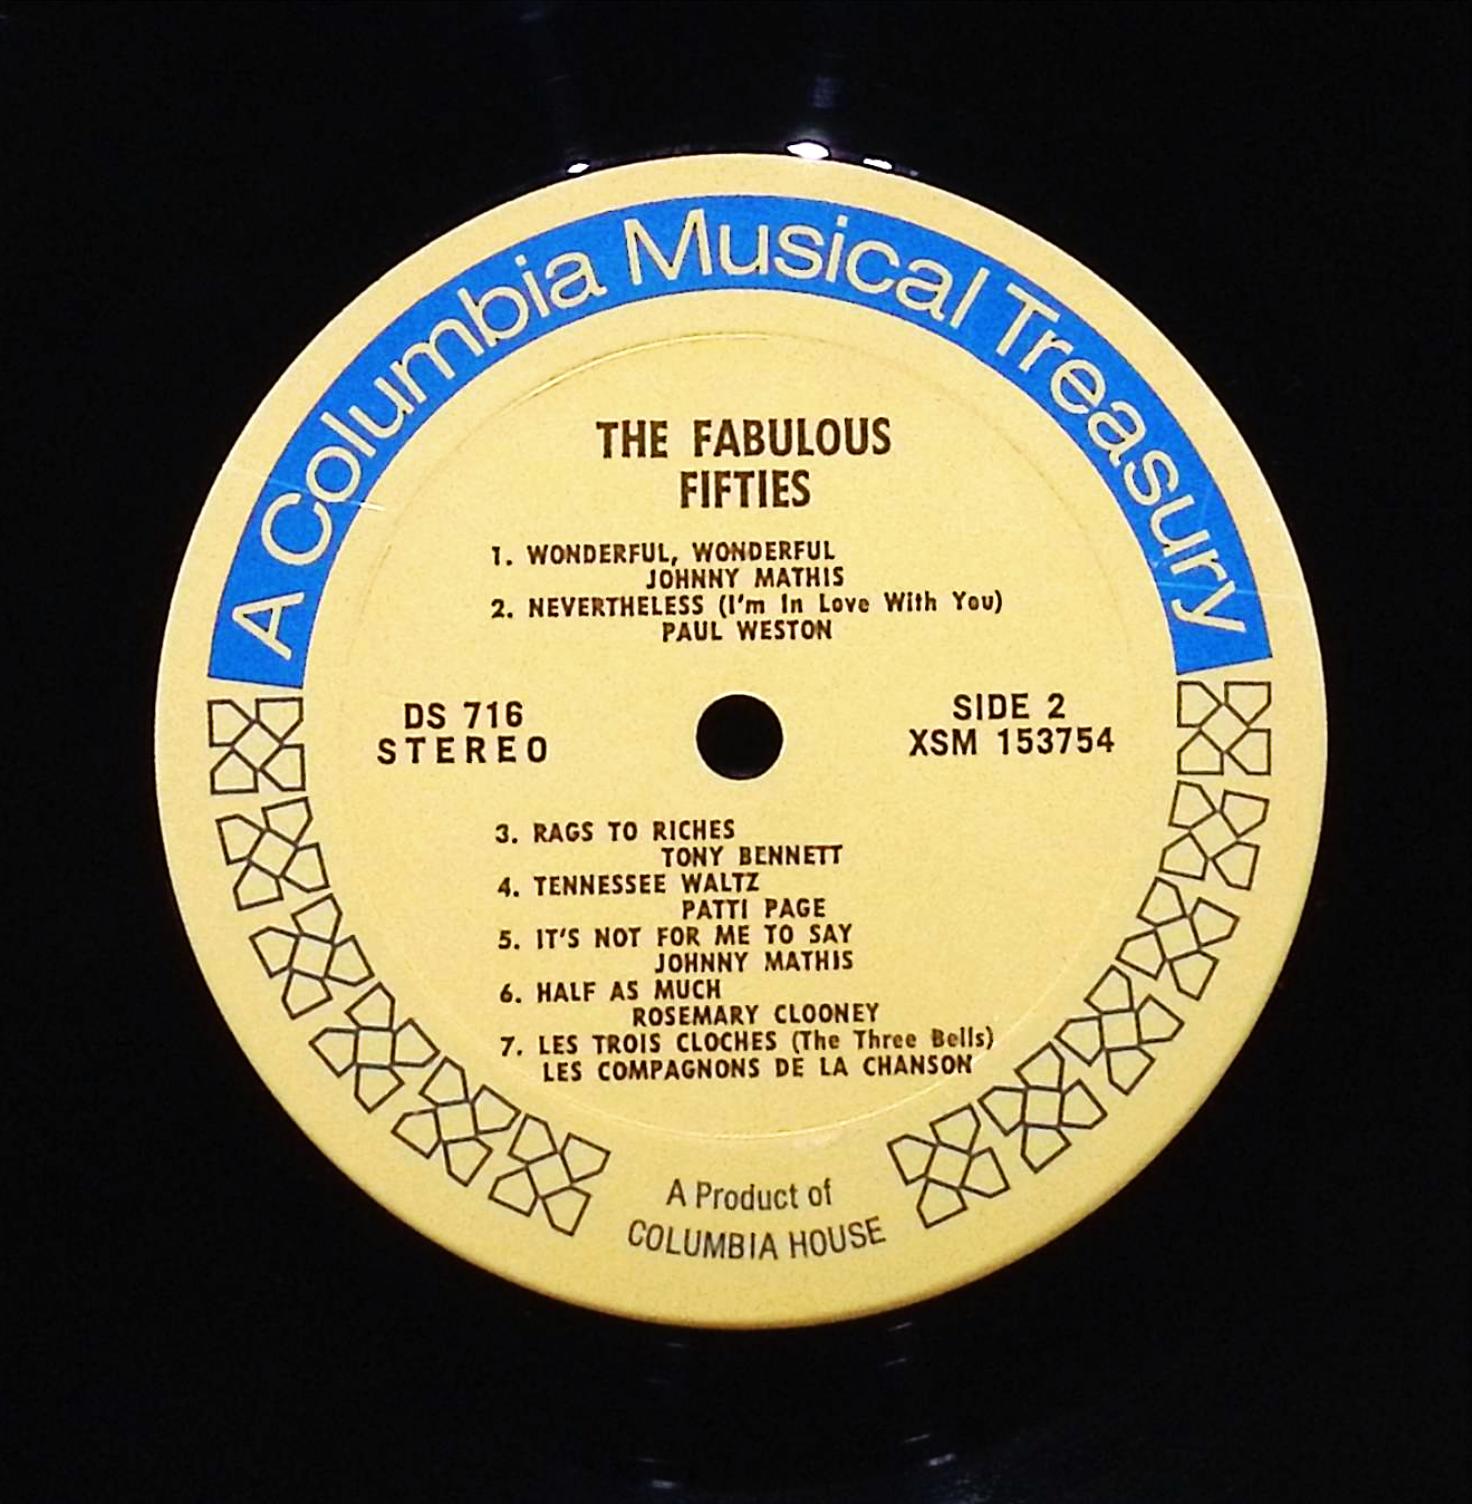 A Columbia Musical Treasury
THE FABULOUS
FIFTIES
1. WONDERFUL, WONDERFUL
JOHNNY MATHIS
2. NEVERTHELESS (I'm In Love With You)
PAUL WESTON
DS 716
STEREO
SIDE 2
XSM 153754
3. RAGS TO RICHES
TONY BENNETT
4. TENNESSEE WALTZ
PATTI PAGE
5. IT'S NOT FOR ME TO SAY
JOHNNY MATHIS
6. HALF AS MUCH
ROSEMARY CLOONEY
7. LES TROIS CLOCHES (The Three Bells)
LES COMPAGNONS DE LA CHANSON
A Product of
COLUMBIA HOUSE